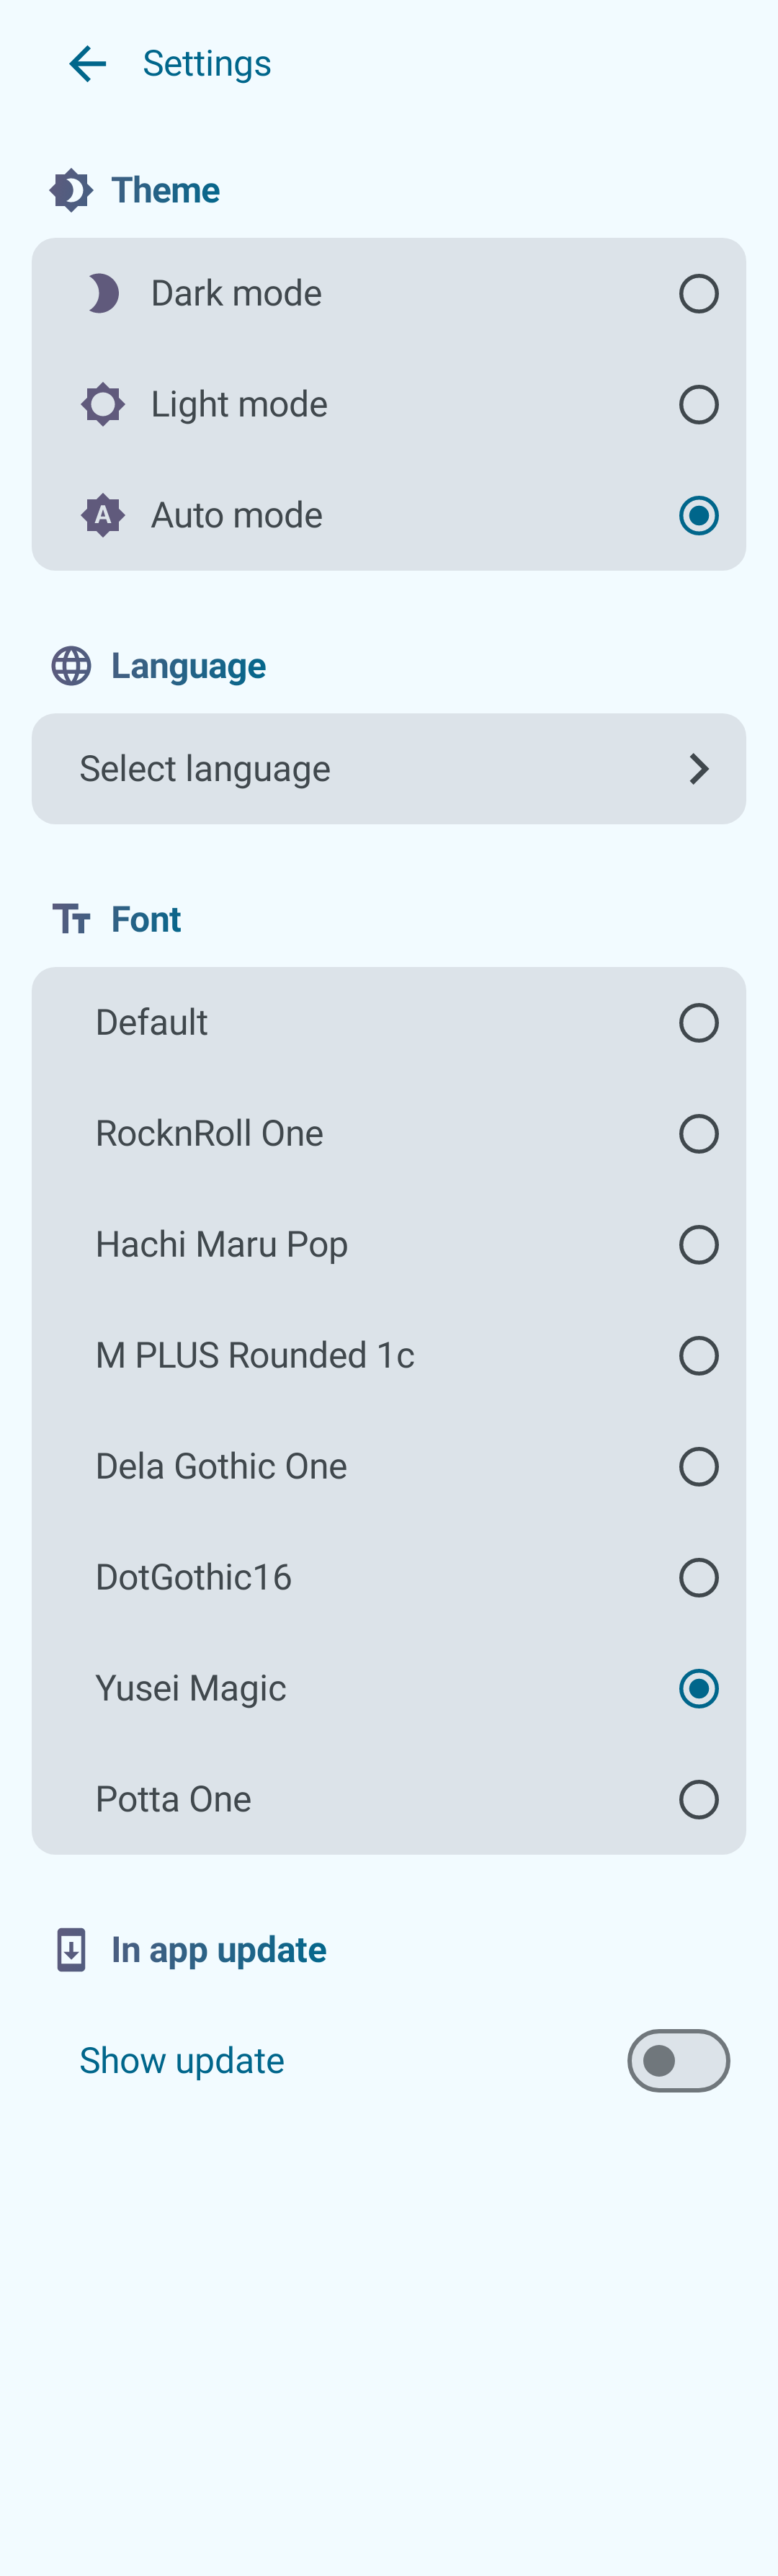 Settings
Theme
Dark mode
Light mode
A Auto mode
Language
Select language
Font
Default
RocknRoll One
Hachi Maru Pop
M PLUS Rounded 1c
Dela Gothic One
DotGothic16
Yusei Magic
Potta One
In app update
Show update